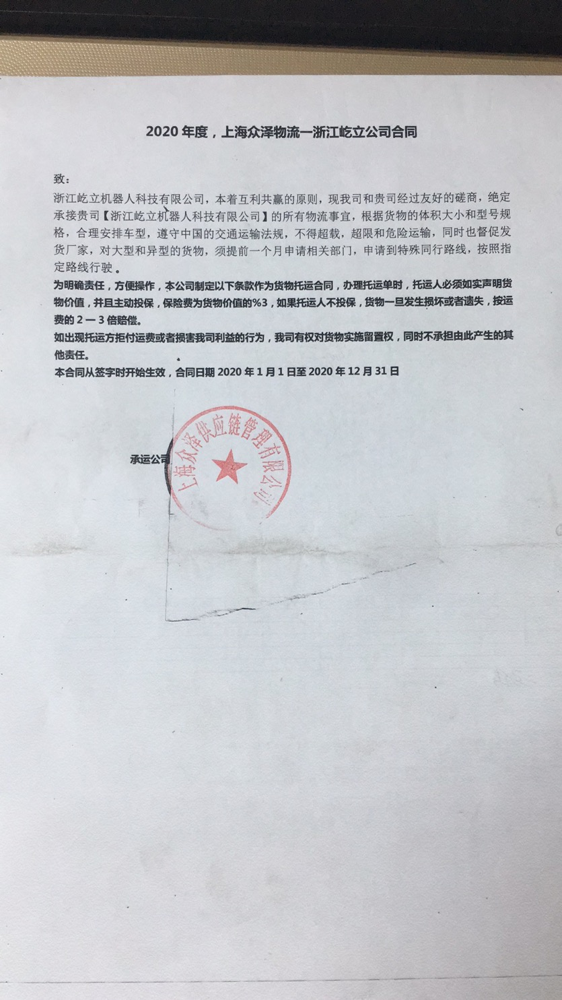 2020 年度，上海众泽物流一浙江屹立公司合同
致：
浙江屹立机器人科技有限公司，本着互利共赢的原则，现我司和贵司经过友好的磋商，绝定
承接贵司【浙江屹立机器人科技有限公司】的所有物流事宜，根据货物的体积大小和型号规
格，合理安排车型，遵守中国的交通运输法规，不得超载，超限和危险运输，同时也督促发
货厂家，对大型和异型的货物，须提前一个月申请相关部门，申请到特殊同行路线，按照指
定路线行驶。
为明确责任，方便操作，本公司制定以下条款作为货物托运合同，办理托运单时，托运人必须如实声明货
物价值，并且主动投保，保险费为货物价值的%3，如果托运人不投保，货物一旦发生损坏或者遗失，按运
费的 2 一 3 倍赔偿。
如出现托运方拒付运费或者损害我司利益的行为，我司有权对货物实施留置权，同时不承担由此产生的其
他责任。
本合同从签字时开始生效，合同日期 2020 年 1 月 1 日至 2020 年 12 月 31 日
承运公司
上海众泽供应链管理有限公司